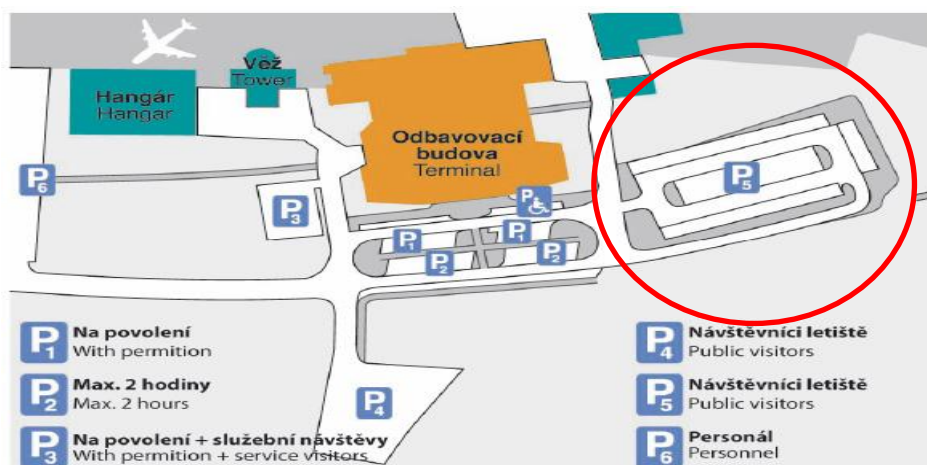 Věž
Tower
Hangár
Hangar
Odbavovací
budova
Terminal
P6
P3
P
P1
P1
P2
P2
P5
P4
P1 Na povolení
With permition
P2 Max. 2 hodiny
Max. 2 hours
P3 Na povolení + služební návštěvy
With permition + service visitors
P4 Návštěvníci letiště
Public visitors
P5 Návštěvníci letiště
Public visitors
P6 Personál
Personnel